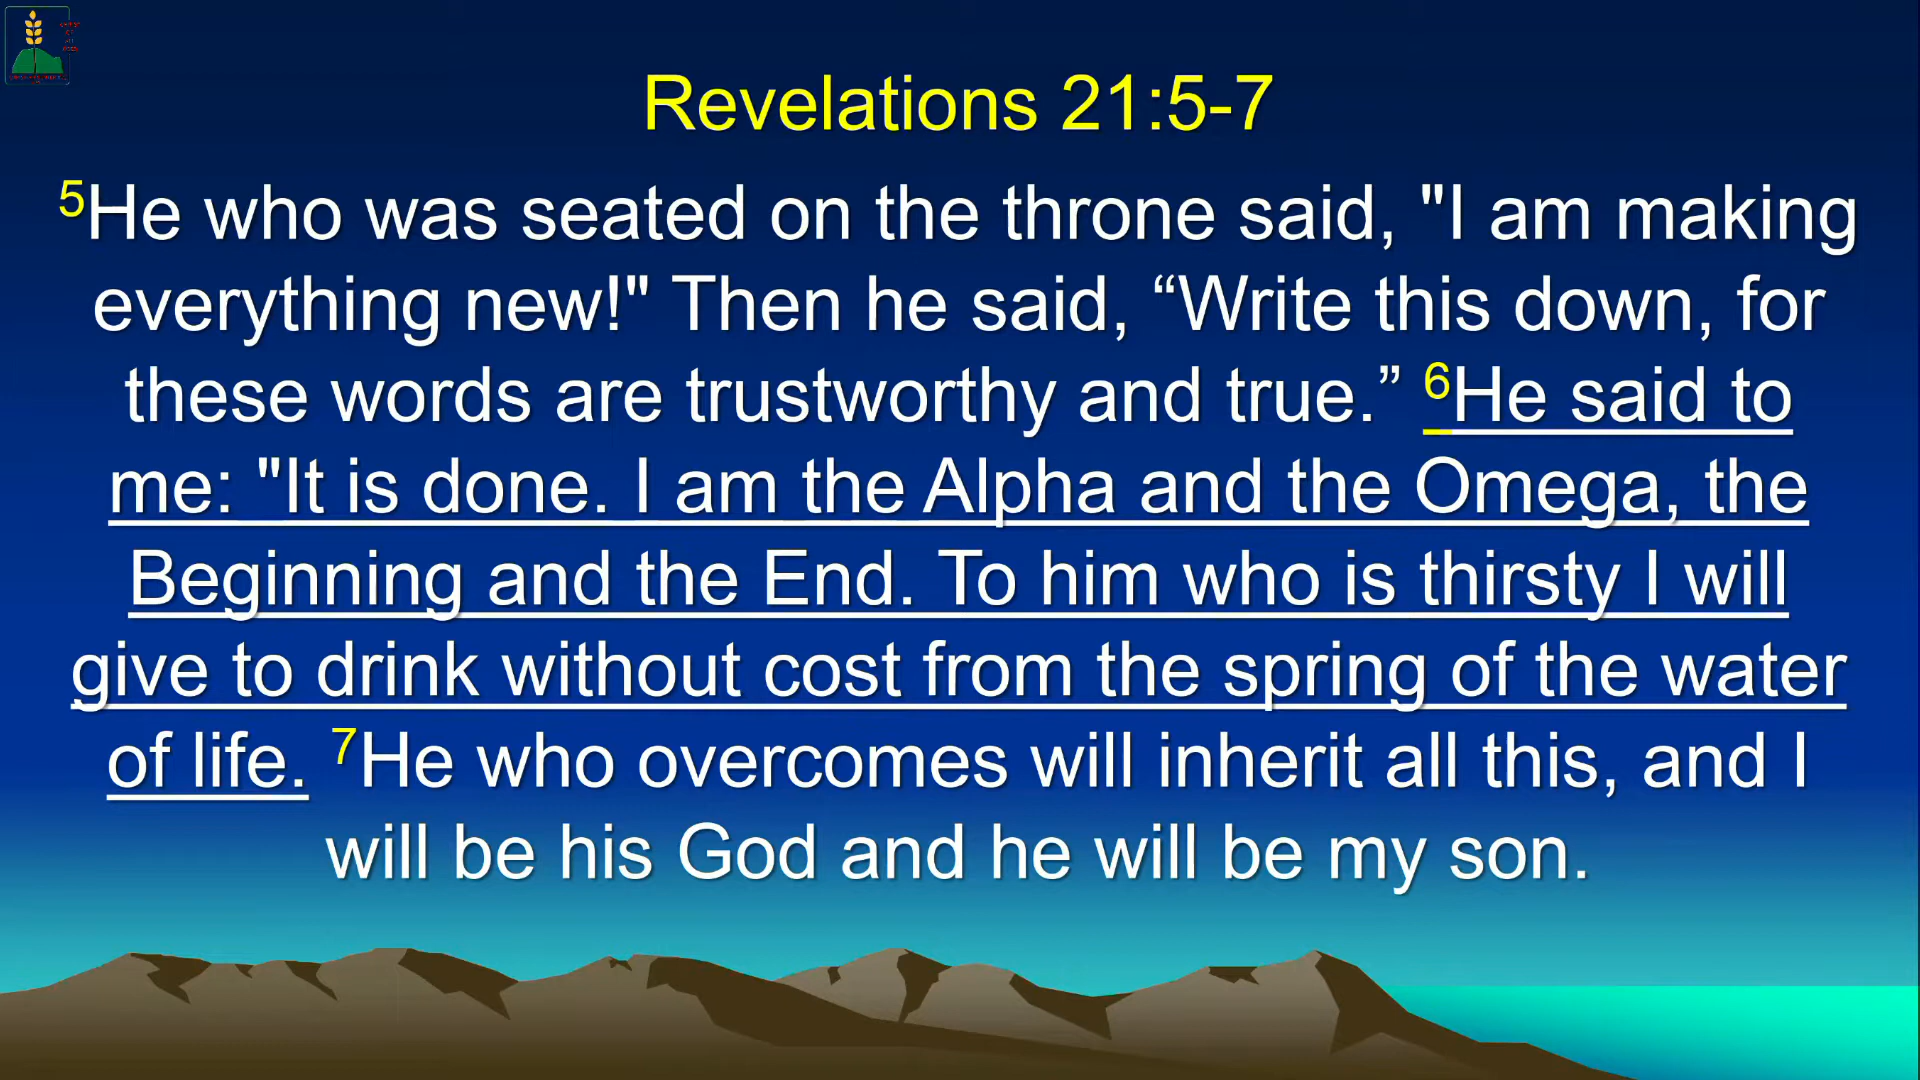 Revelations 21:5-7
5He who was seated on the throne said, "I am making
everything new!" Then he said, “Write this down, for
these words are trustworthy and true.” 6He said to
me: "It is done. I am the Alpha and the Omega, the
Beginning and the End. To him who is thirsty I will
give to drink without cost from the spring of the water
of life. 7He who overcomes will inherit all this, and I
will be his God and he will be my son.